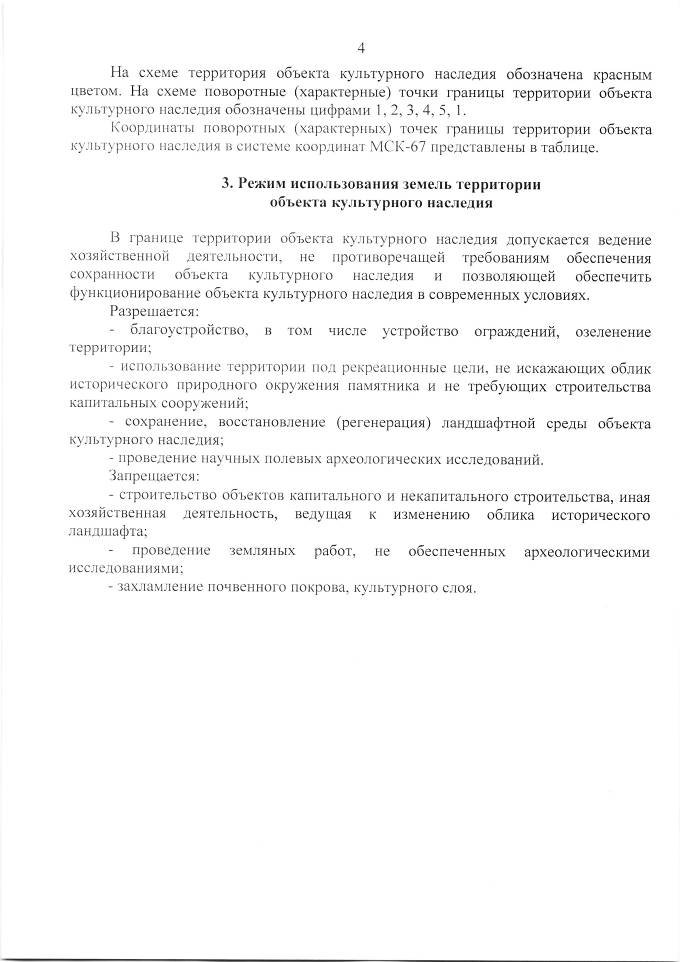 4
На схеме территория объекта культурного наследия обозначена красным
цветом. На схеме поворотные (характерные) точки границы территории объекта
культурного наследия обозначены цифрами 1, 2, 3, 4, 5, 1.
Координаты поворотных (характерных) точек границы территории объекта
культурного наследия в системе координат МСК-67 представлены в таблице.
3. Режим использования земель территории
объекта культурного наследия
В границе территории объекта культурного наследия допускается ведение
хозяйственной деятельности, не противоречащей требованиям обеспечения
сохранности объекта культурного наследия и позволяющей обеспечить
функционирование объекта культурного наследия в современных условиях.
Разрешается:
- благоустройство, в том числе устройство ограждений, озеленение
территории;
- использование территории под рекреационные цели, не искажающих облик
исторического природного окружения памятника и не требующих строительства
капитальных сооружений;
- сохранение, восстановление (регенерация) ландшафтной среды объекта
культурного наследия;
- проведение научных полевых археологических исследований.
Запрещается:
- строительство объектов капитального и некапитального строительства, иная
хозяйственная деятельность, ведущая к изменению облика исторического
ландшафта;
- проведение земляных работ, не обеспеченных археологическими
исследованиями;
- захламление почвенного покрова, культурного слоя.